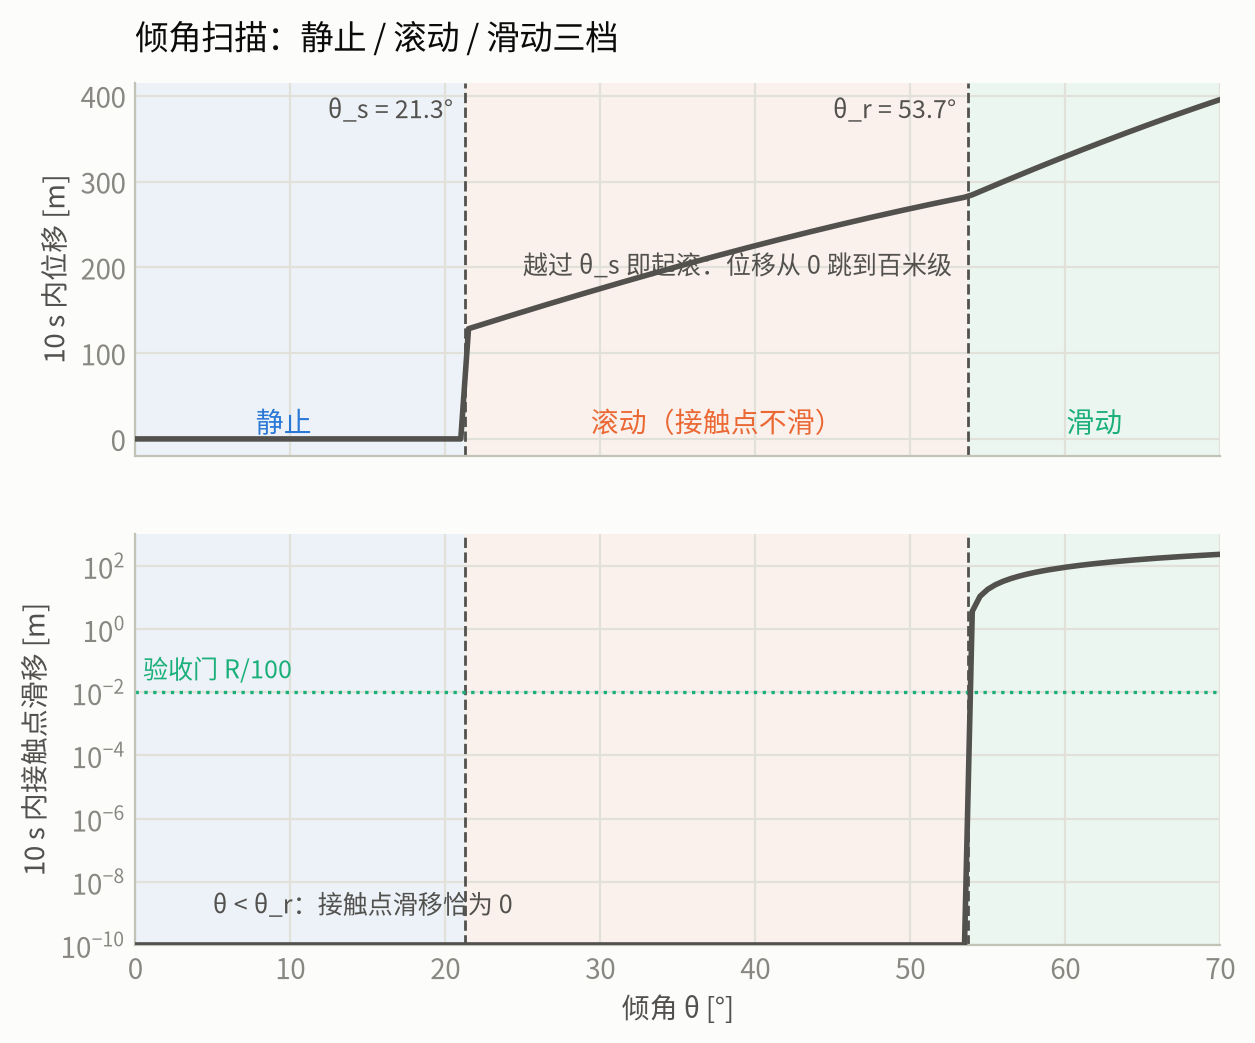 倾角扫描：静止 / 滚动 / 滑动三档
10 s 内位移 [m]
400
300
200
100
0
θ_s = 21.3°
θ_r = 53.7°
越过 θ_s 即起滚：位移从 0 跳到百米级
静止
滚动（接触点不滑）
滑动
10 s 内接触点滑移 [m]
10²
10⁰
10⁻²
10⁻⁴
10⁻⁶
10⁻⁸
10⁻¹⁰
验收门 R/100
θ < θ_r：接触点滑移恰为 0
0 10 20 30 40 50 60 70
倾角 θ [°]